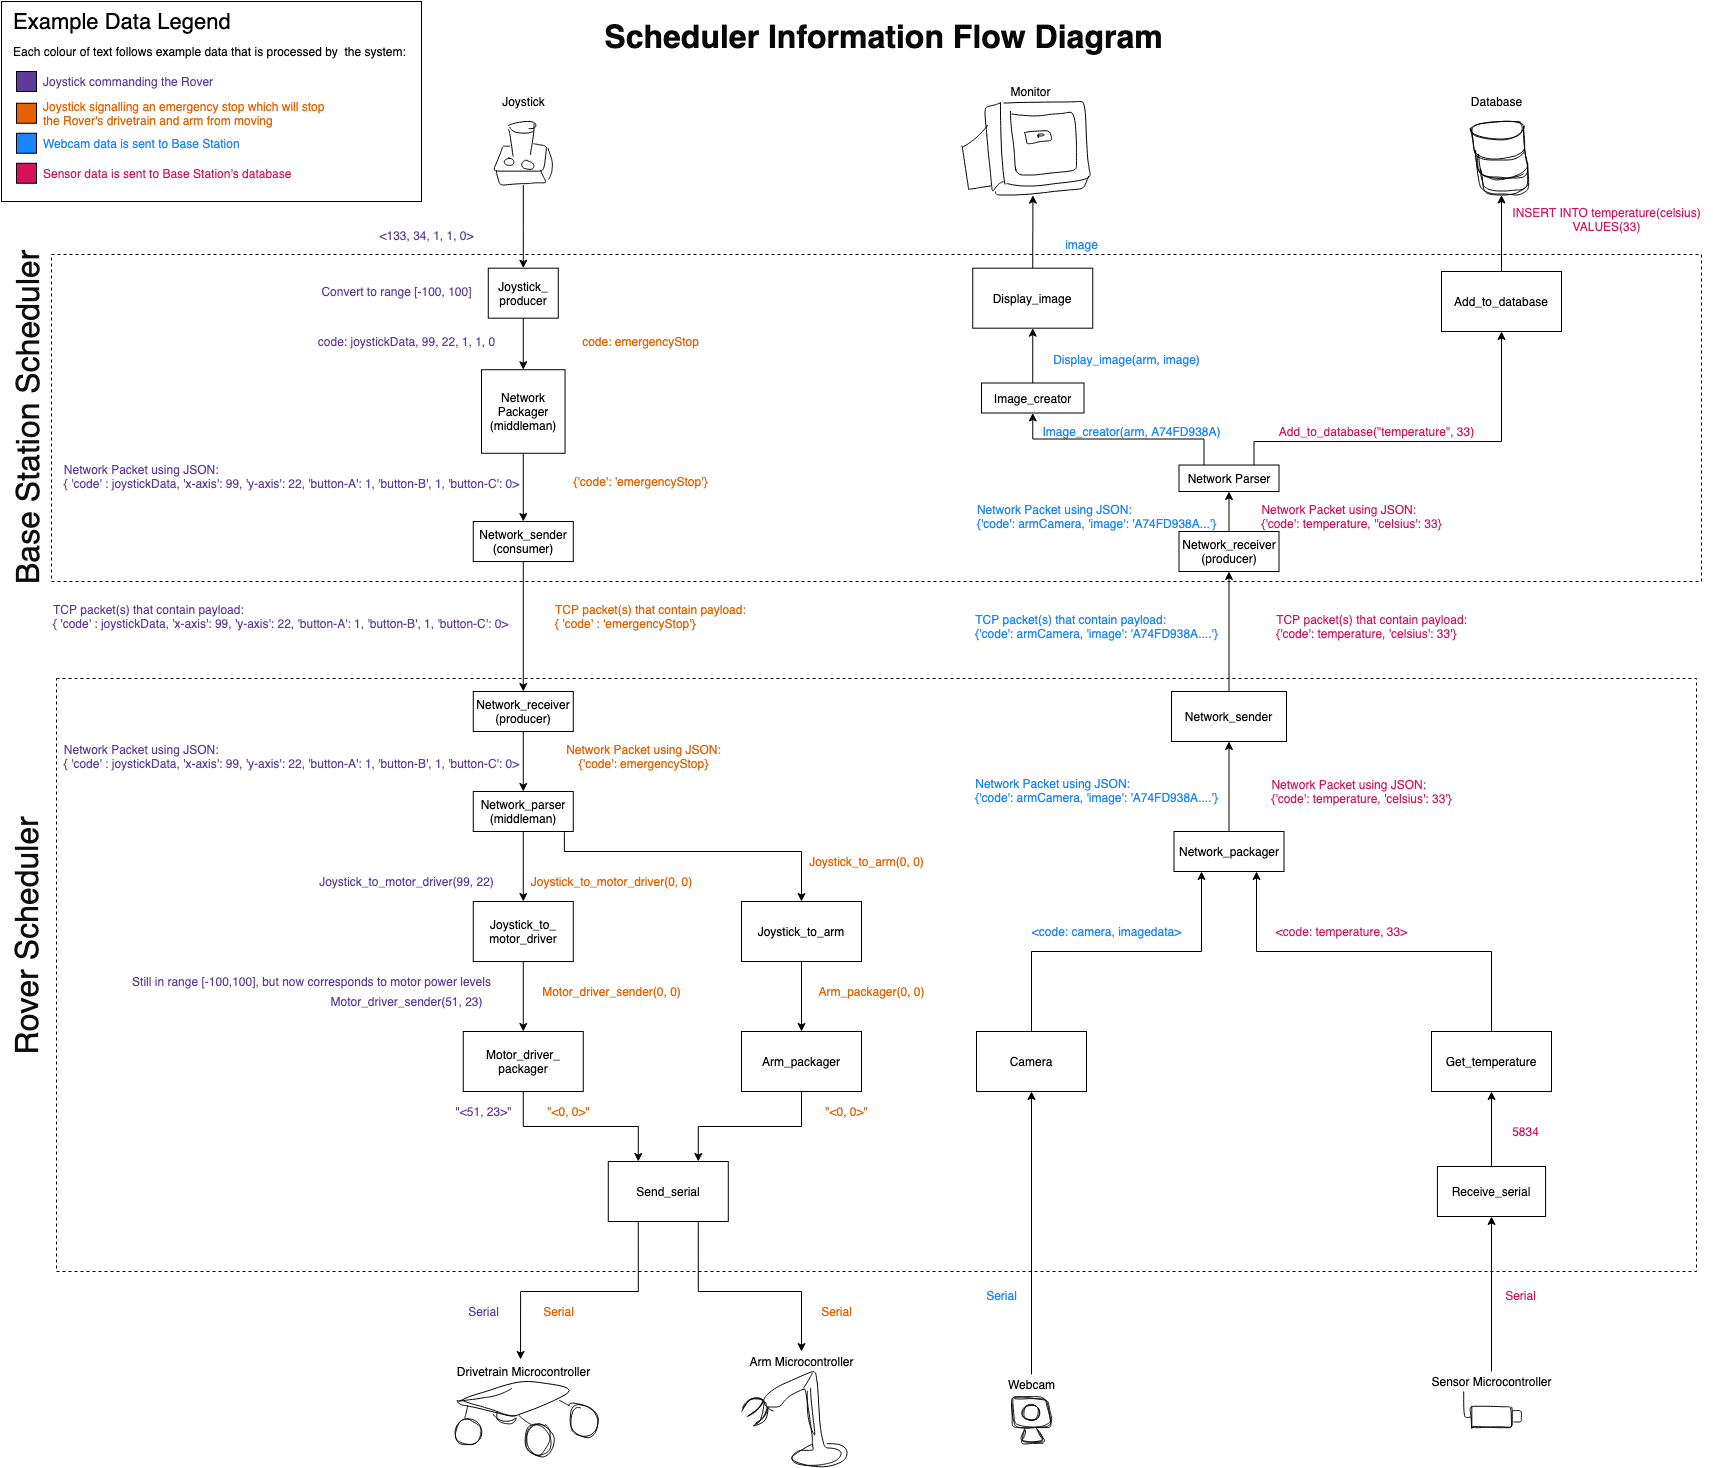 Example Data Legend
Each colour of text follows example data that is processed by  the system:
Joystick commanding the Rover
Joystick signalling an emergency stop which will stop
the Rover's drivetrain and arm from moving
Webcam data is sent to Base Station
Sensor data is sent to Base Station's database
Scheduler Information Flow Diagram
Joystick
Monitor
Database
<133, 34, 1, 1, 0>
image
INSERT INTO temperature(celsius)
VALUES(33)
Base Station Scheduler
Convert to range [-100, 100]
Joystick_
producer
Display_image
Add_to_database
code: joystickData, 99, 22, 1, 1, 0
code: emergencyStop
Display_image(arm, image)
Network
Packager
(middleman)
Image_creator
Image_creator(arm, A74FD938A)
Add_to_database("temperature", 33)
Network Packet using JSON:
{ 'code' : joystickData, 'x-axis': 99, 'y-axis': 22, 'button-A': 1, 'button-B', 1, 'button-C': 0>
{'code': 'emergencyStop'}
Network Parser
Network Packet using JSON:
{'code': armCamera, 'image': 'A74FD938A...'}
Network Packet using JSON:
{'code': temperature, "celsius': 33}
Network_sender
(consumer)
Network_receiver
(producer)
TCP packet(s) that contain payload:
{ 'code' : joystickData, 'x-axis': 99, 'y-axis': 22, 'button-A': 1, 'button-B', 1, 'button-C': 0>
TCP packet(s) that contain payload:
{ 'code' : 'emergencyStop'}
TCP packet(s) that contain payload:
{'code': armCamera, 'image': 'A74FD938A....'}
TCP packet(s) that contain payload:
{'code': temperature, 'celsius': 33'}
Rover Scheduler
Network_receiver
(producer)
Network_sender
Network Packet using JSON:
{ 'code' : joystickData, 'x-axis': 99, 'y-axis': 22, 'button-A': 1, 'button-B', 1, 'button-C': 0>
Network Packet using JSON:
{'code': emergencyStop}
Network Packet using JSON:
{'code': armCamera, 'image': 'A74FD938A....'}
Network Packet using JSON:
{'code': temperature, 'celsius': 33'}
Network_parser
(middleman)
Network_packager
Joystick_to_arm(0, 0)
Joystick_to_motor_driver(99, 22)
Joystick_to_motor_driver(0, 0)
Joystick_to_
motor_driver
Joystick_to_arm
<code: camera, imagedata>
<code: temperature, 33>
Still in range [-100,100], but now corresponds to motor power levels
Motor_driver_sender(51, 23)
Motor_driver_sender(0, 0)
Arm_packager(0, 0)
Motor_driver_
packager
Arm_packager
Camera
Get_temperature
"<51, 23>"
"<0, 0>"
"<0, 0>"
5834
Send_serial
Receive_serial
Serial
Serial
Serial
Serial
Serial
Drivetrain Microcontroller
Arm Microcontroller
Webcam
Sensor Microcontroller